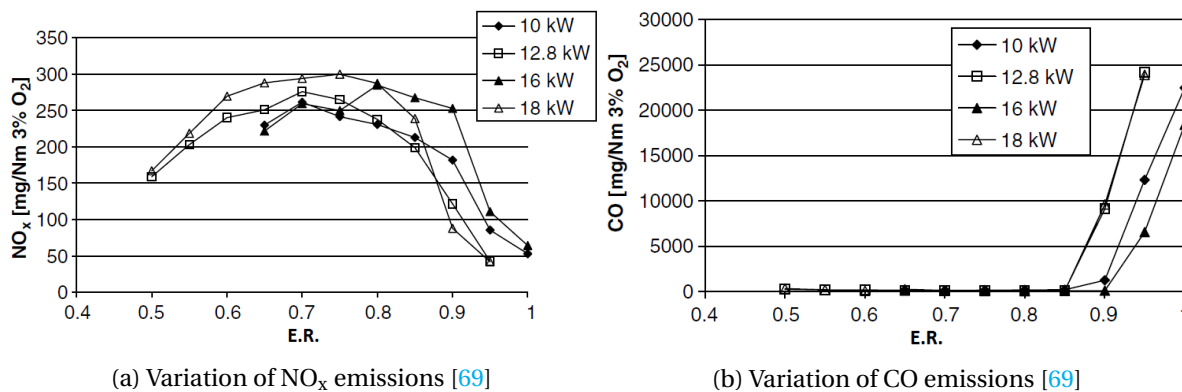 NOx [mg/Nm 3% O2]
350
300
250
200
150
100
50
0
0.4 0.5 0.6 0.7 0.8 0.9 1
E.R.
10 kW
12.8 kW
16 kW
18 kW
(a) Variation of NOx emissions [69]
CO [mg/Nm 3% O2]
30000
25000
20000
15000
10000
5000
0
0.4 0.5 0.6 0.7 0.8 0.9 1
E.R.
10 kW
12.8 kW
16 kW
18 kW
(b) Variation of CO emissions [69]